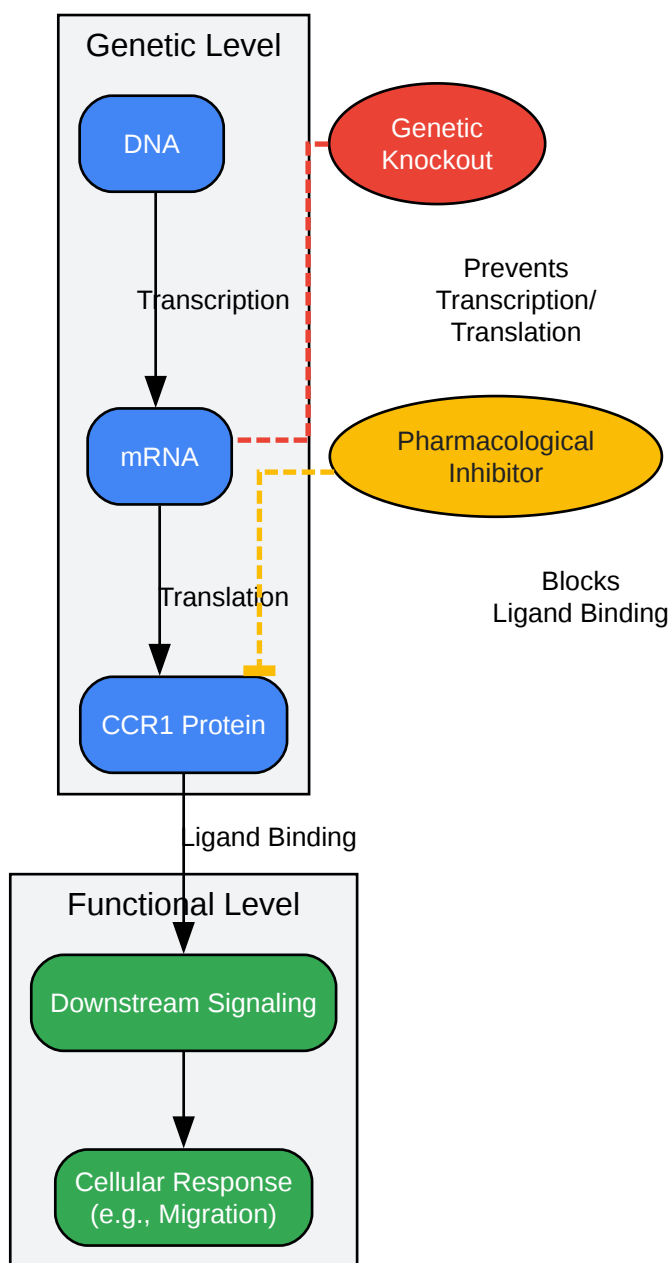 Genetic Level
DNA
Genetic
Knockout
Transcription
Prevents
Transcription/
Translation
mRNA
Pharmacological
Inhibitor
Translation
Blocks
Ligand Binding
CCR1 Protein
Ligand Binding
Functional Level
Downstream Signaling
Cellular Response
(e.g., Migration)